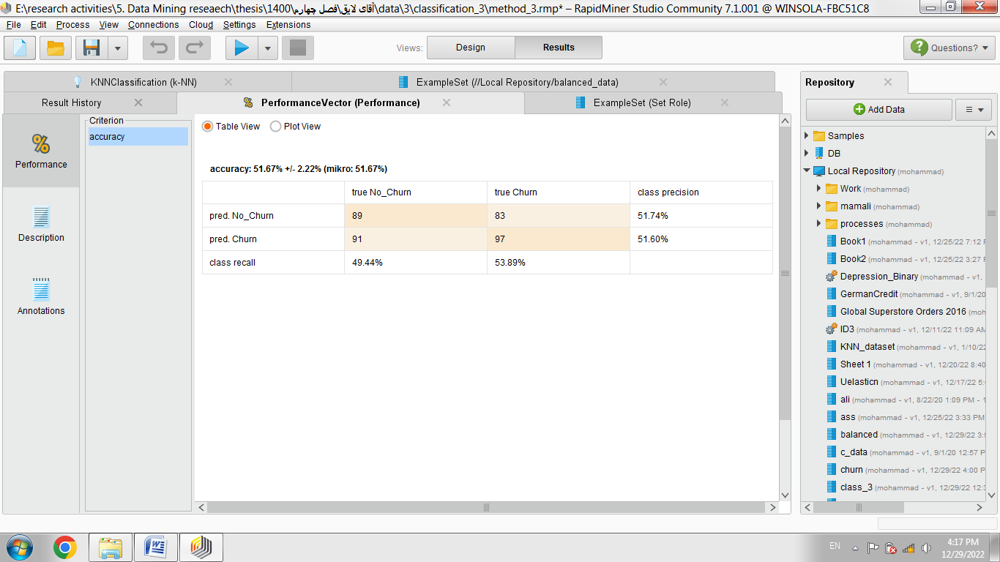 E:\research activities\5. Data Mining reseaech\thesis\1400\آقای لایق\فصل چهارم\data\3\classification_3\method_3.rmp* – RapidMiner Studio Community 7.1.001 @ WINSOLA-FBC51C8
File Edit Process View Connections Cloud Settings Extensions
Views: Design Results Questions?
KNNClassification (k-NN) ExampleSet (//Local Repository/balanced_data)
Result History PerformanceVector (Performance) ExampleSet (Set Role)
Repository
Add Data
Performance
Description
Annotations
Criterion
accuracy
Table View Plot View
accuracy: 51.67% +/- 2.22% (mikro: 51.67%)
true No_Churn true Churn class precision
pred. No_Churn 89 83 51.74%
pred. Churn 91 97 51.60%
class recall 49.44% 53.89%
Samples
DB
Local Repository (mohammad)
Work (mohammad)
mamali (mohammad)
processes (mohammad)
Book1 (mohammad - v1, 12/25/22 7:12
Book2 (mohammad - v1, 12/25/22 3:27
Depression_Binary (mohammad - v1,
GermanCredit (mohammad - v1, 9/1/20
Global Superstore Orders 2016 (moh
ID3 (mohammad - v1, 12/11/22 11:09 AM
KNN_dataset (mohammad - v1, 1/10/22
Sheet 1 (mohammad - v1, 12/20/22 8:40
Uelasticn (mohammad - v1, 12/17/22 5:
ali (mohammad - v1, 8/22/20 1:09 PM - 1
ass (mohammad - v1, 12/25/22 3:33 PM
balanced (mohammad - v1, 12/29/22 3:
c_data (mohammad - v1, 9/1/20 12:57 P
churn (mohammad - v1, 12/29/22 4:00 P
class_3 (mohammad - v1, 12/29/22 12:3
EN
4:17 PM
12/29/2022